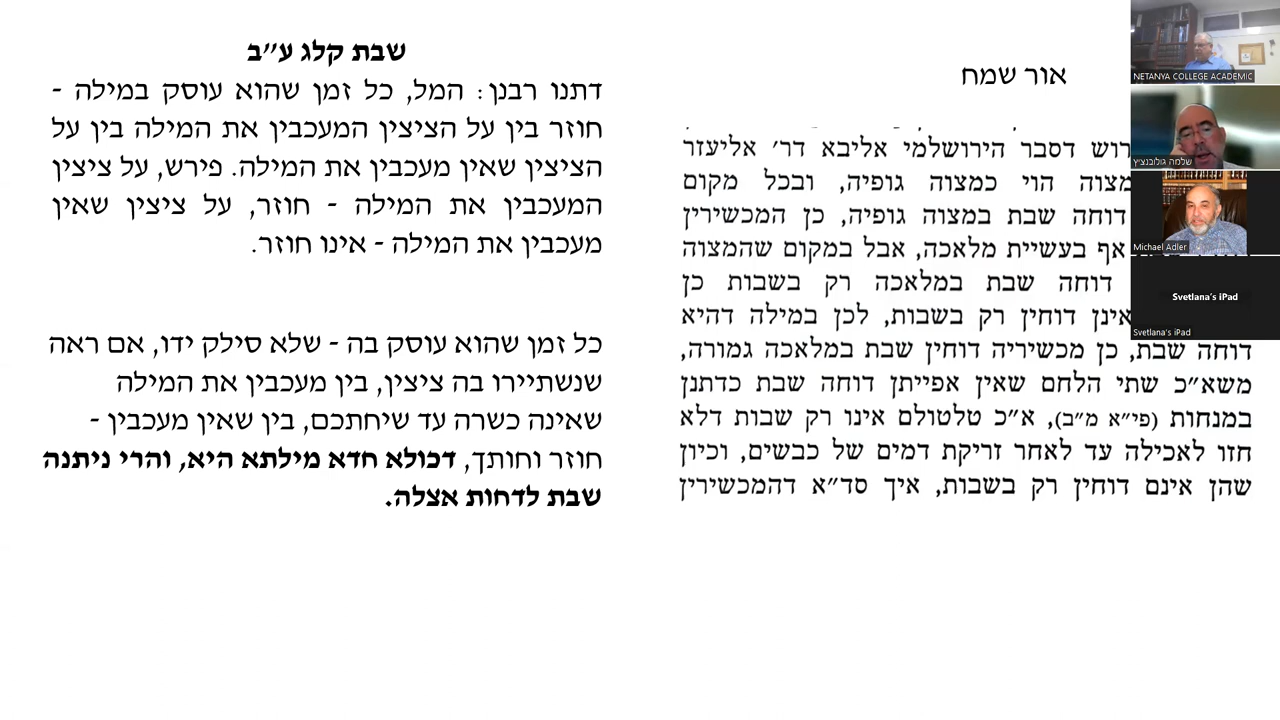 אור שמח
רוש דסבר הירושלמי אליבא דר׳ אליעזר
מצוה הוי כמצוה גופיה, ובכל מקום
דוחה שבת במצוה גופיה, כן המכשירין
אף בעשיית מלאכה, אבל במקום שהמצוה
דוחה שבת במלאכה רק בשבות כן
אינן דוחין רק בשבות, לכן במילה דהיא
דוחה שבת, כן מכשיריה דוחין שבת במלאכה גמורה,
משא״כ שתי הלחם שאין אפייתן דוחה שבת כדתנן
במנחות (פי״א מ״ב), א״כ טלטולם אינו רק שבות דלא
חזו לאכילה עד לאחר זריקת דמים של כבשים, וכיון
שהן אינם דוחין רק בשבות, איך סד״א דהמכשירין
שבת קלג ע״ב
דתנו רבנן: המל, כל זמן שהוא עוסק במילה -
חוזר בין על הציצין המעכבין את המילה בין על
הציצין שאין מעכבין את המילה. פירש, על ציצין
המעכבין את המילה - חוזר, על ציצין שאין
מעכבין את המילה - אינו חוזר.
כל זמן שהוא עוסק בה - שלא סילק ידו, אם ראה
שנשתיירו בה ציצין, בין מעכבין את המילה
שאינה כשרה עד שיחתכם, בין שאין מעכבין -
חוזר וחותך, דכולא חדא מילתא היא, והרי ניתנה
שבת לדחות אצלה.
NETANYA COLLEGE ACADEMIC
שלמה גולובנציץ
Michael Adler
Svetlana's iPad
Svetlana's iPad